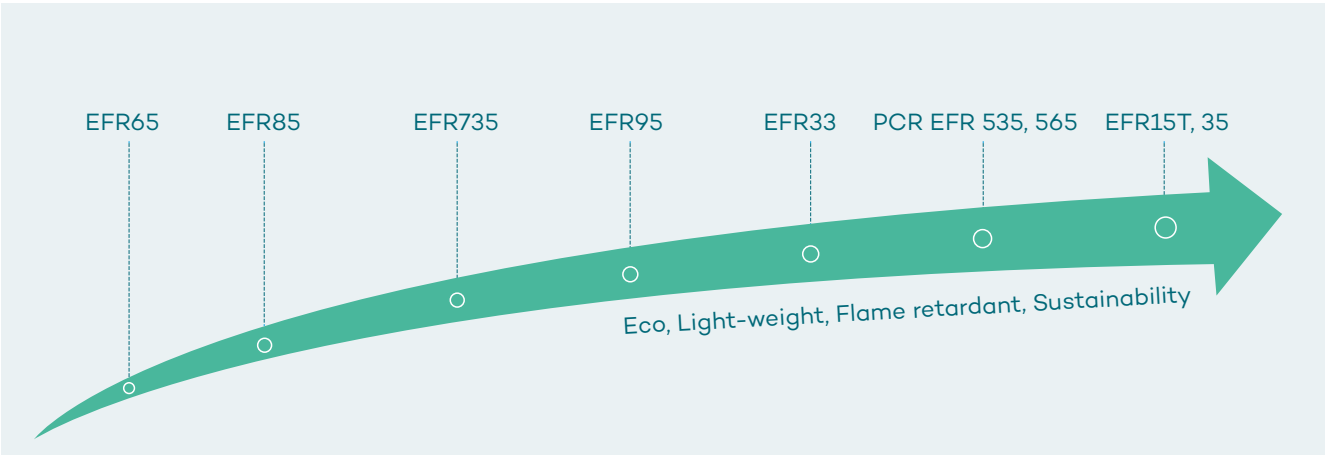 EFR65
EFR85
EFR735
EFR95
EFR33
PCR EFR 535, 565
EFR15T, 35
Eco, Light-weight, Flame retardant, Sustainability